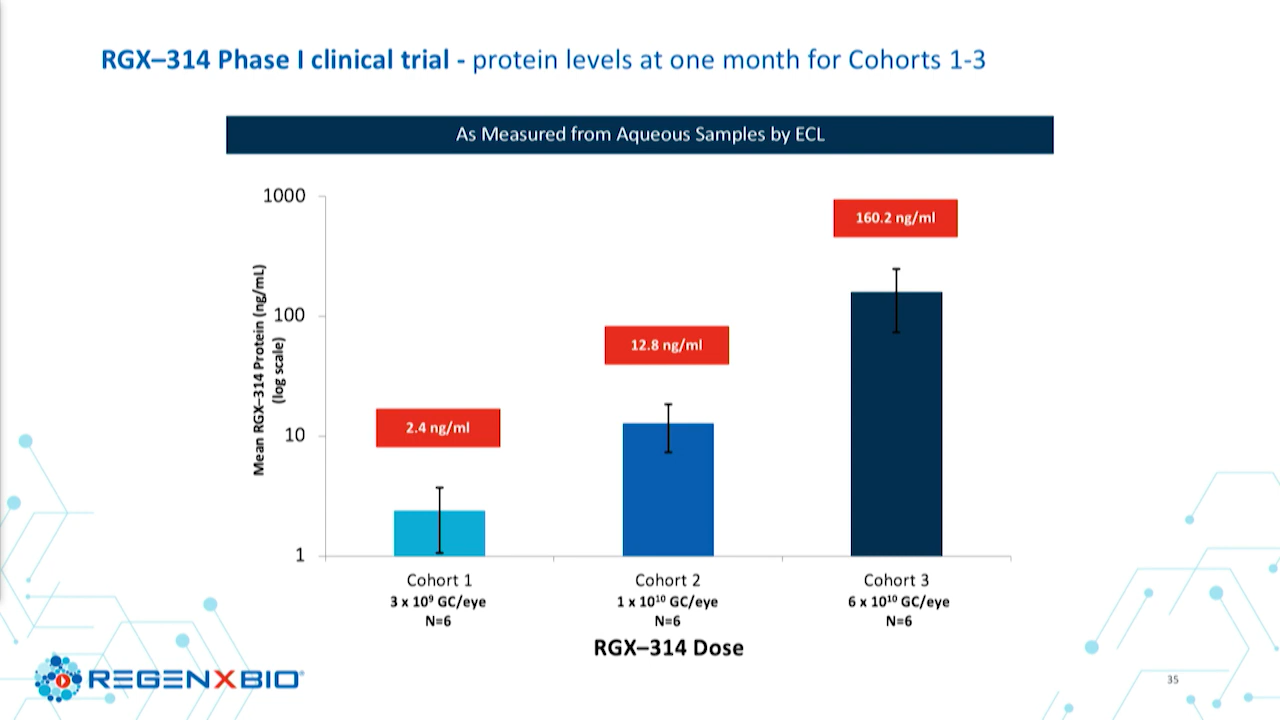 RGX–314 Phase I clinical trial - protein levels at one month for Cohorts 1-3
As Measured from Aqueous Samples by ECL
Mean RGX–314 Protein (ng/mL)
(log scale)
1000
100
10
1
2.4 ng/ml
12.8 ng/ml
160.2 ng/ml
Cohort 1
3 x 10⁹ GC/eye
N=6
Cohort 2
1 x 10¹⁰ GC/eye
N=6
Cohort 3
6 x 10¹⁰ GC/eye
N=6
RGX–314 Dose
REGENXBIO
35